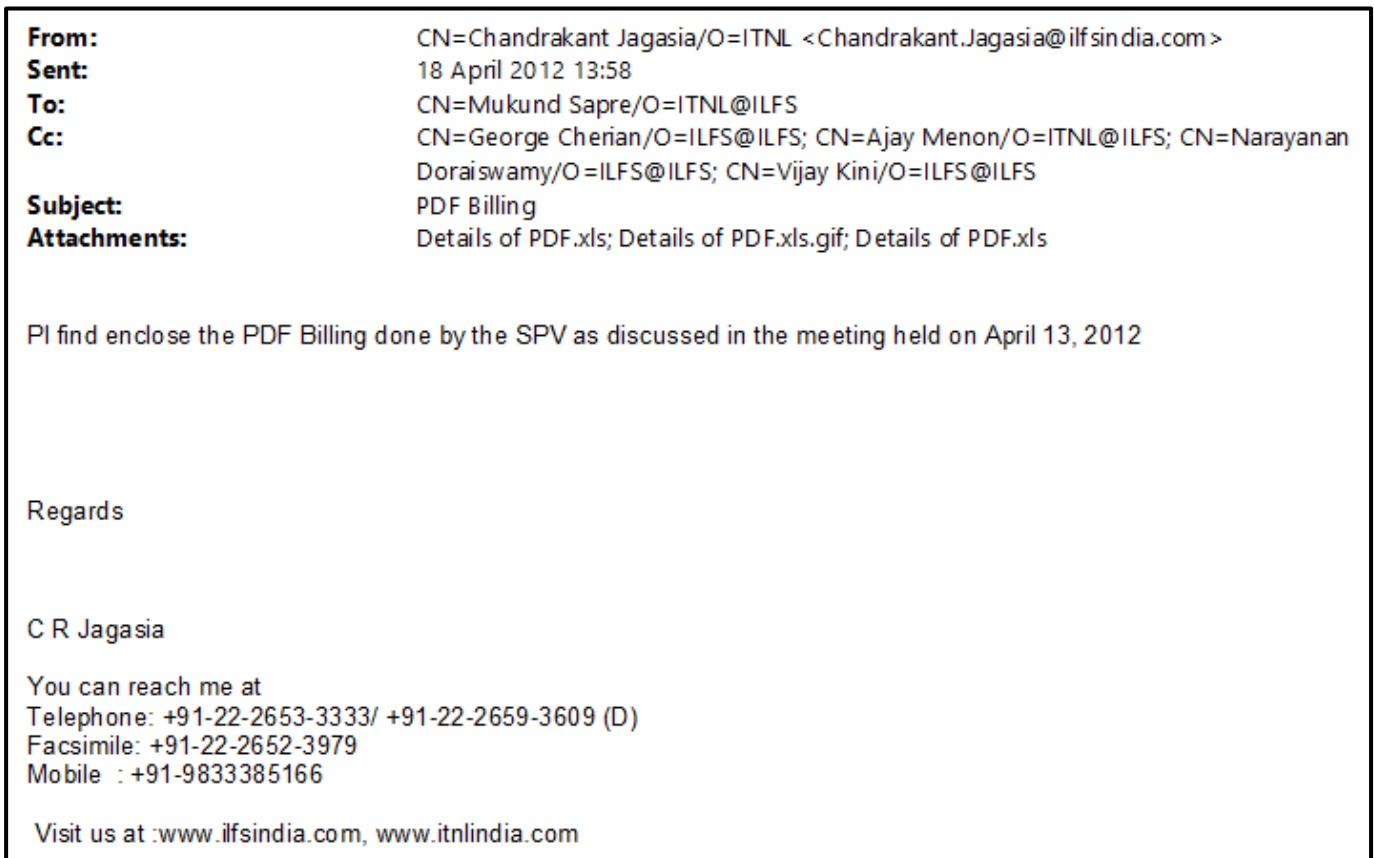 From: CN=Chandrakant Jagasia/O=ITNL <Chandrakant.Jagasia@ilfsindia.com>
Sent: 18 April 2012 13:58
To: CN=Mukund Sapre/O=ITNL@ILFS
Cc: CN=George Cherian/O=ILFS@ILFS; CN=Ajay Menon/O=ITNL@ILFS; CN=Narayanan
Doraiswamy/O=ILFS@ILFS; CN=Vijay Kini/O=ILFS@ILFS
Subject: PDF Billing
Attachments: Details of PDF.xls; Details of PDF.xls.gif; Details of PDF.xls
Pl find enclose the PDF Billing done by the SPV as discussed in the meeting held on April 13, 2012
Regards
C R Jagasia
You can reach me at
Telephone: +91-22-2653-3333/ +91-22-2659-3609 (D)
Facsimile: +91-22-2652-3979
Mobile : +91-9833385166
Visit us at :www.ilfsindia.com, www.itnlindia.com